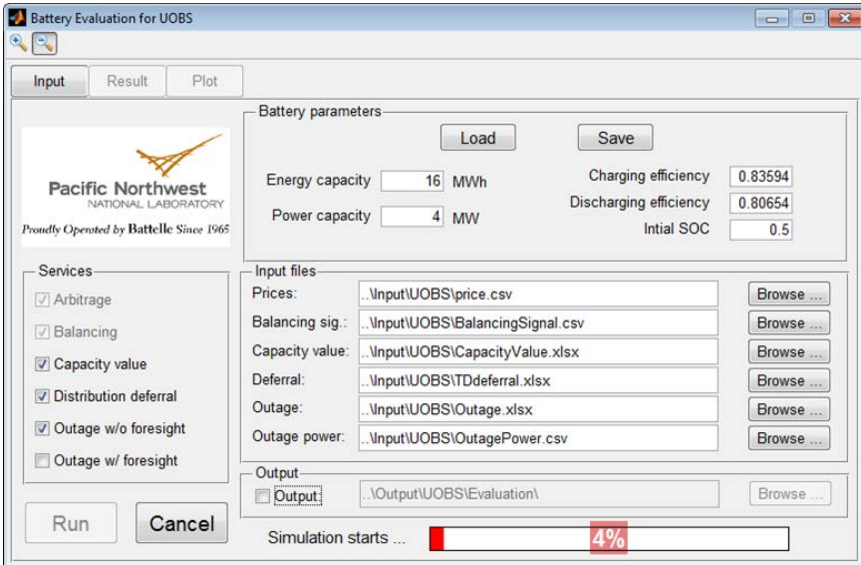 Battery Evaluation for UOBS
Input Result Plot
Battery parameters
Load Save
Energy capacity 16 MWh
Power capacity 4 MW
Charging efficiency 0.83594
Discharging efficiency 0.80654
Intial SOC 0.5
Pacific Northwest
NATIONAL LABORATORY
Proudly Operated by Battelle Since 1965
Services
Arbitrage
Balancing
Capacity value
Distribution deferral
Outage w/o foresight
Outage w/ foresight
Input files
Prices: ..\Input\UOBS\price.csv Browse ...
Balancing sig.: ..\Input\UOBS\BalancingSignal.csv Browse ...
Capacity value: ..\Input\UOBS\CapacityValue.xlsx Browse ...
Deferral: ..\Input\UOBS\TDdeferral.xlsx Browse ...
Outage: ..\Input\UOBS\Outage.xlsx Browse ...
Outage power: ..\Input\UOBS\OutagePower.csv Browse ...
Output
Output: ..\Output\UOBS\Evaluation\ Browse ...
Run Cancel
Simulation starts ... 4%